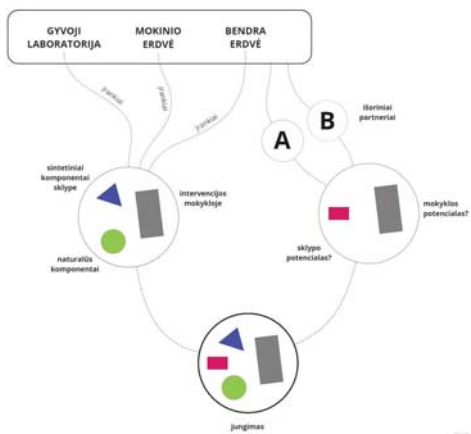 GYVOJI
LABORATORIJA
MOKINIO
ERDVĖ
BENDRA
ERDVĖ
įrankiai
įrankiai
įrankiai
A
B
išoriniai
partneriai
sintetiniai
komponentai
sklype
intervencijos
mokykloje
natūralūs
komponentai
mokyklos
potencialas?
sklypo
potencialas?
jungimas